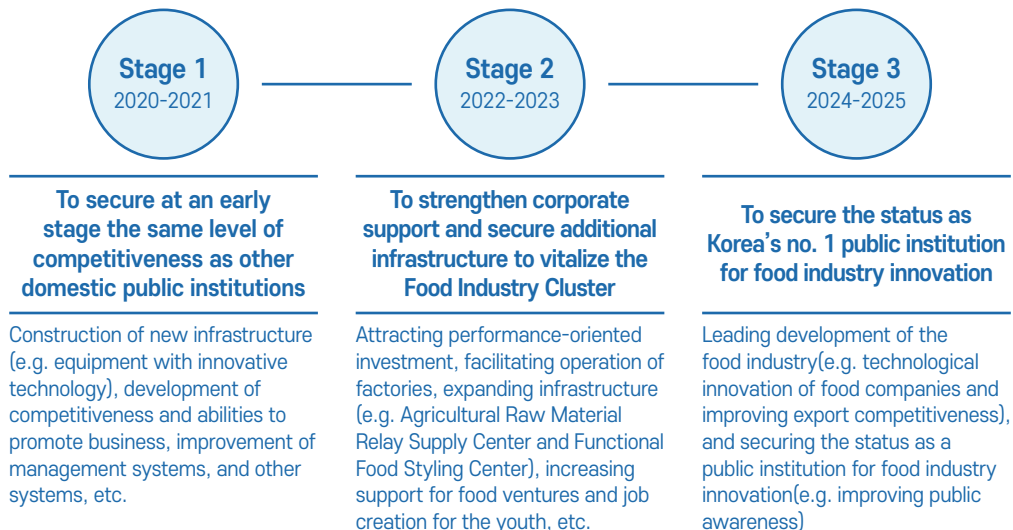 Stage 1
2020-2021
To secure at an early
stage the same level of
competitiveness as other
domestic public institutions
Construction of new infrastructure
(e.g. equipment with innovative
technology), development of
competitiveness and abilities to
promote business, improvement of
management systems, and other
systems, etc.
Stage 2
2022-2023
To strengthen corporate
support and secure additional
infrastructure to vitalize the
Food Industry Cluster
Attracting performance-oriented
investment, facilitating operation of
factories, expanding infrastructure
(e.g. Agricultural Raw Material
Relay Supply Center and Functional
Food Styling Center), increasing
support for food ventures and job
creation for the youth, etc.
Stage 3
2024-2025
To secure the status as
Korea's no. 1 public institution
for food industry innovation
Leading development of the
food industry(e.g. technological
innovation of food companies and
improving export competitiveness),
and securing the status as a
public institution for food industry
innovation(e.g. improving public
awareness)